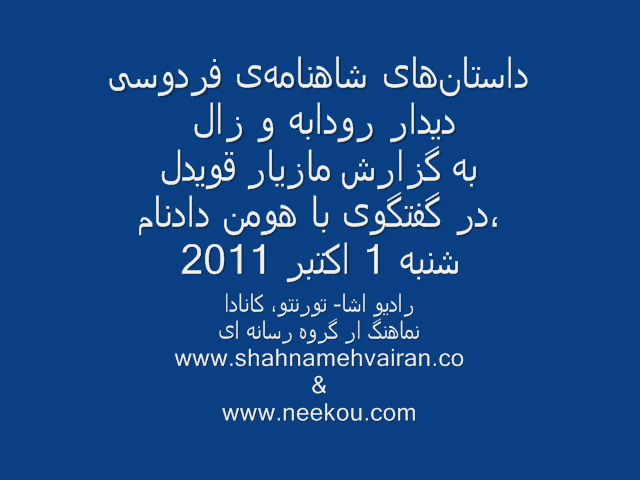 داستان‌های شاهنامه‌ی فردوسی
دیدار رودابه و زال
به گزارش مازیار قویدل
در گفتگوی با هومن دادنام،
شنبه 1 اکتبر 2011
رادیو اشا- تورنتو، کانادا
نماهنگ ار گروه رسانه ای
www.shahnamehvairan.co
&
www.neekou.com